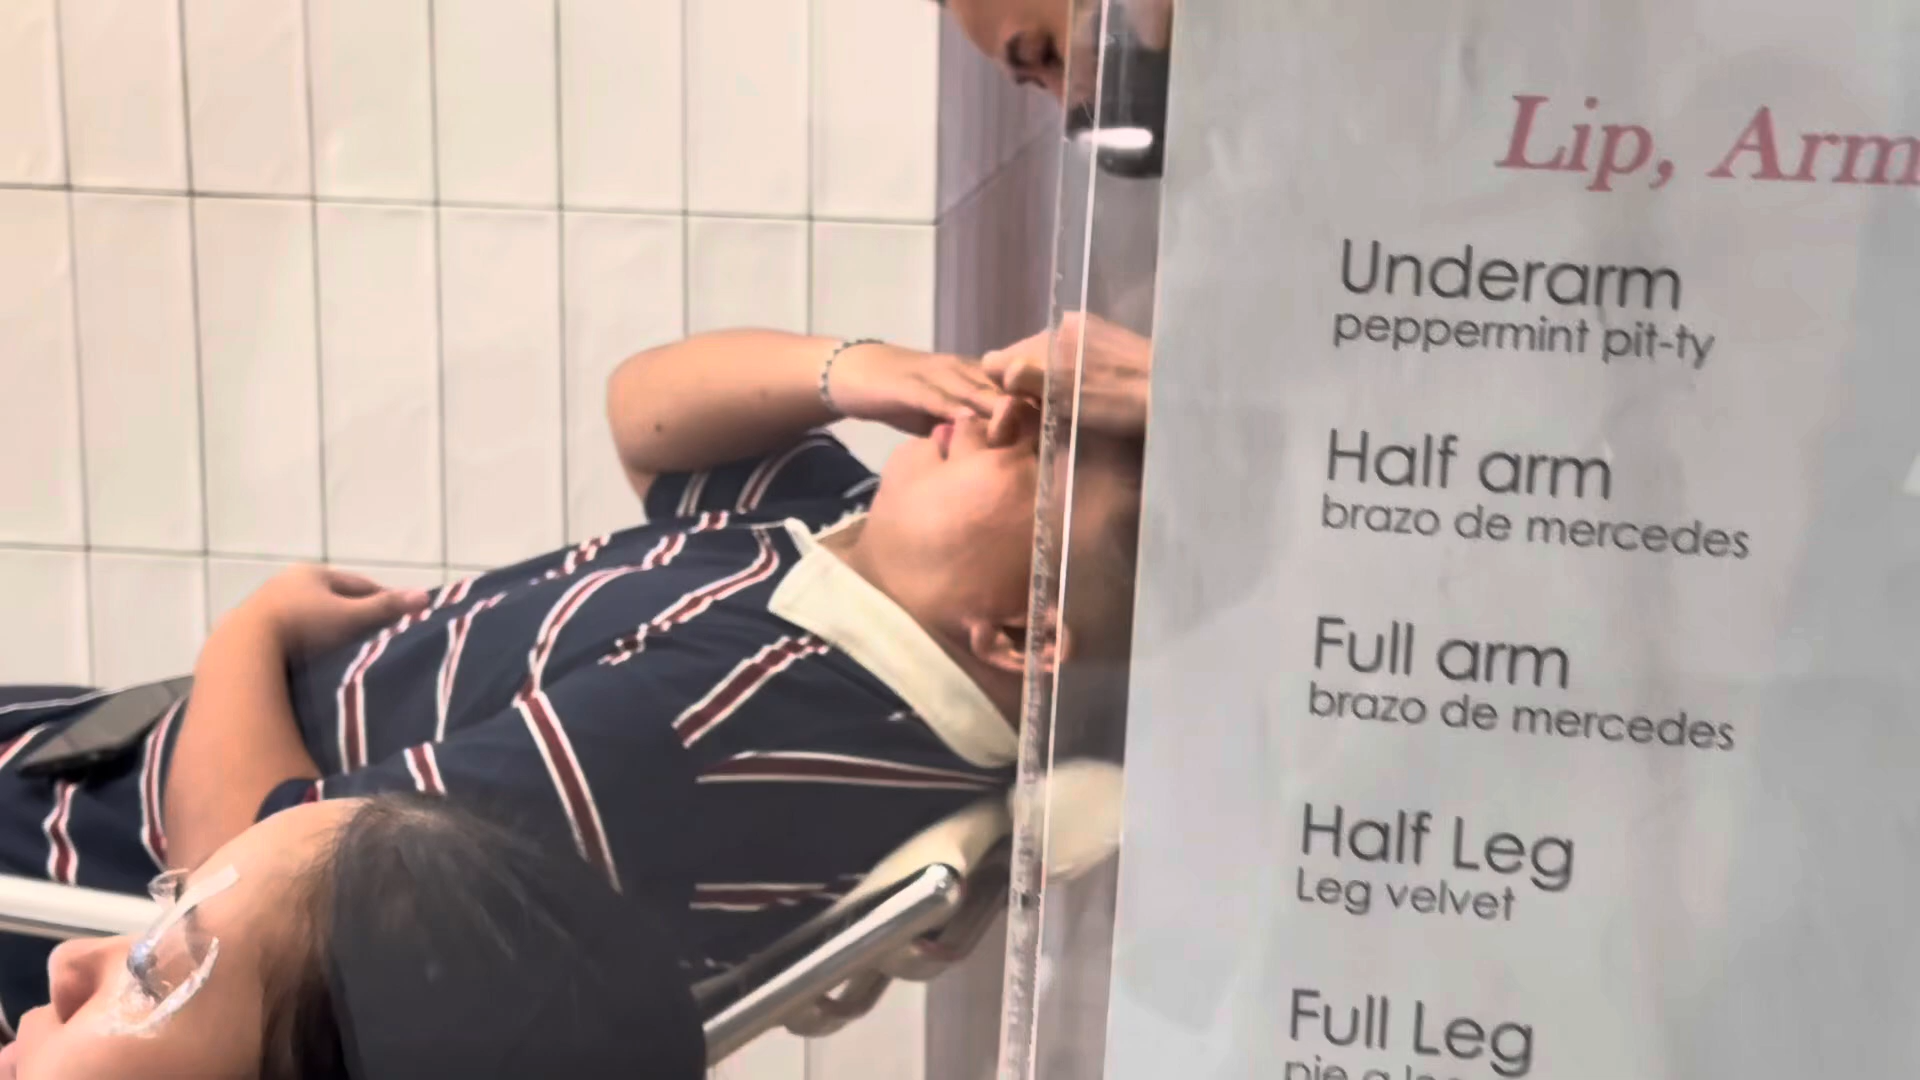 Lip, Arm
Underarm
peppermint pit-ty
Half arm
brazo de mercedes
Full arm
brazo de mercedes
Half Leg
Leg velvet
Full Leg
pie a